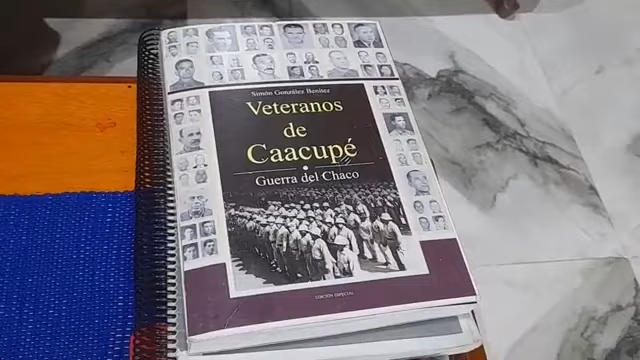 Simón González Benítez
Veteranos
de
Caacupé
Guerra del Chaco
EDICIÓN ESPECIAL